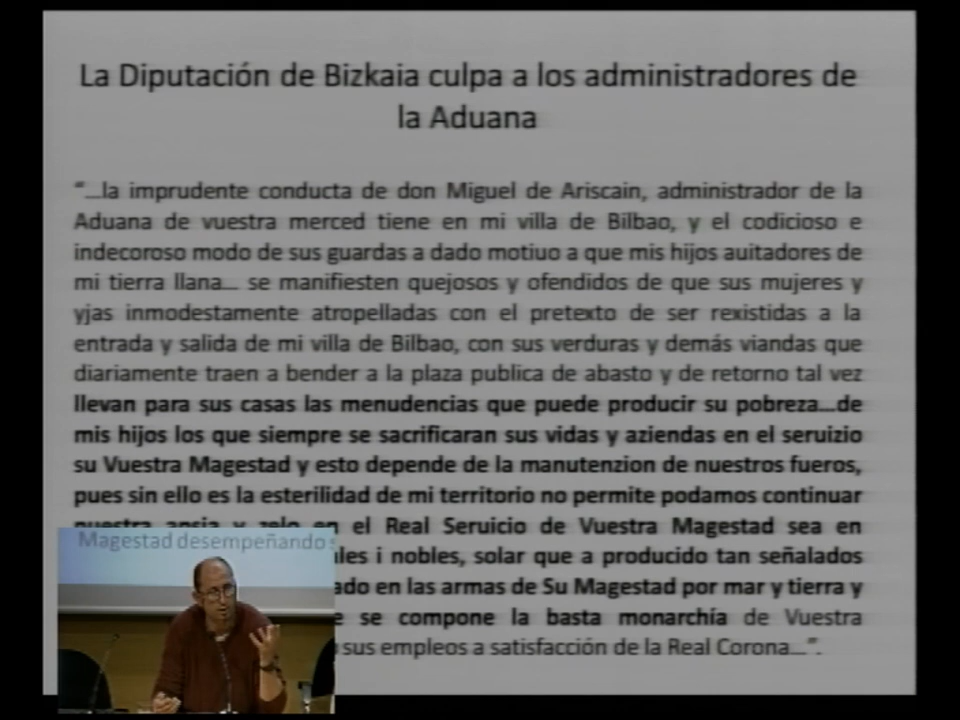 La Diputación de Bizkaia culpa a los administradores de
la Aduana
“...la imprudente conducta de don Miguel de Ariscain, administrador de la
Aduana de vuestra merced tiene en mi villa de Bilbao, y el codicioso e
indecoroso modo de sus guardas a dado motiuo a que mis hijos auitadores de
mi tierra llana... se manifiesten quejosos y ofendidos de que sus mujeres y
yjas inmodestamente atropelladas con el pretexto de ser rexistidas a la
entrada y salida de mi villa de Bilbao, con sus verduras y demás viandas que
diariamente traen a bender a la plaza publica de abasto y de retorno tal vez
llevan para sus casas las menudencias que puede producir su pobreza...de
mis hijos los que siempre se sacrificaran sus vidas y aziendas en el seruizio
su Vuestra Magestad y esto depende de la manutenzion de nuestros fueros,
pues sin ello es la esterilidad de mi territorio no permite podamos continuar
nuestra ansia y zelo en el Real Seruicio de Vuestra Magestad sea en
les i nobles, solar que a producido tan señalados
ado en las armas de Su Magestad por mar y tierra y
e se compone la basta monarchía de Vuestra
sus empleos a satisfacción de la Real Corona...”.
Magestad desempeñando s